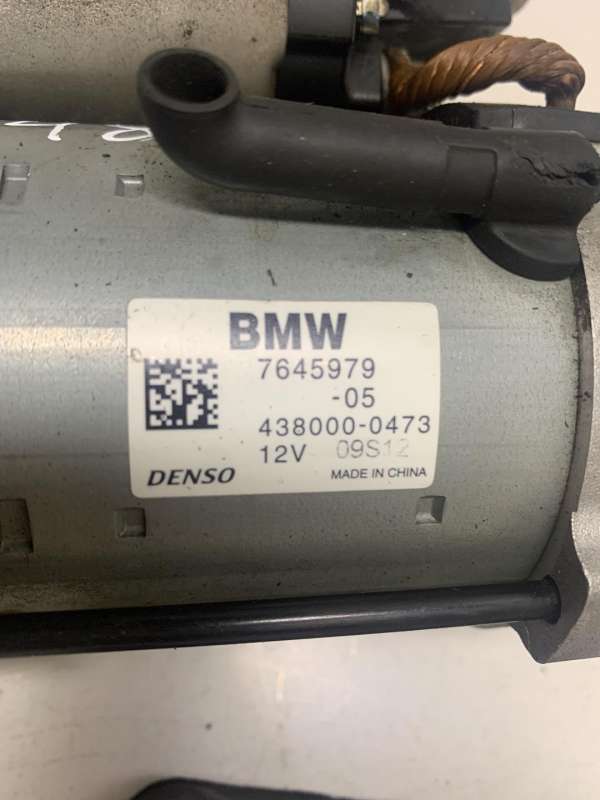 BMW
7645979
-05
438000-0473
12V 09S12
DENSO MADE IN CHINA